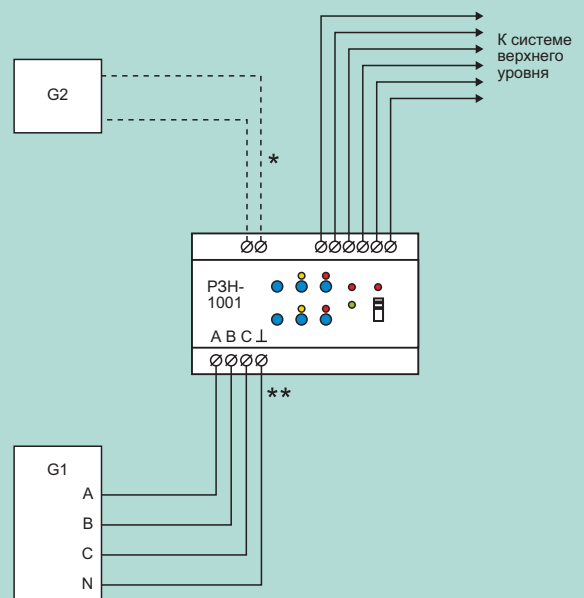 К системе
верхнего
уровня
G2
*
РЗН-
1001
A B C ⊥
**
G1
A
B
C
N